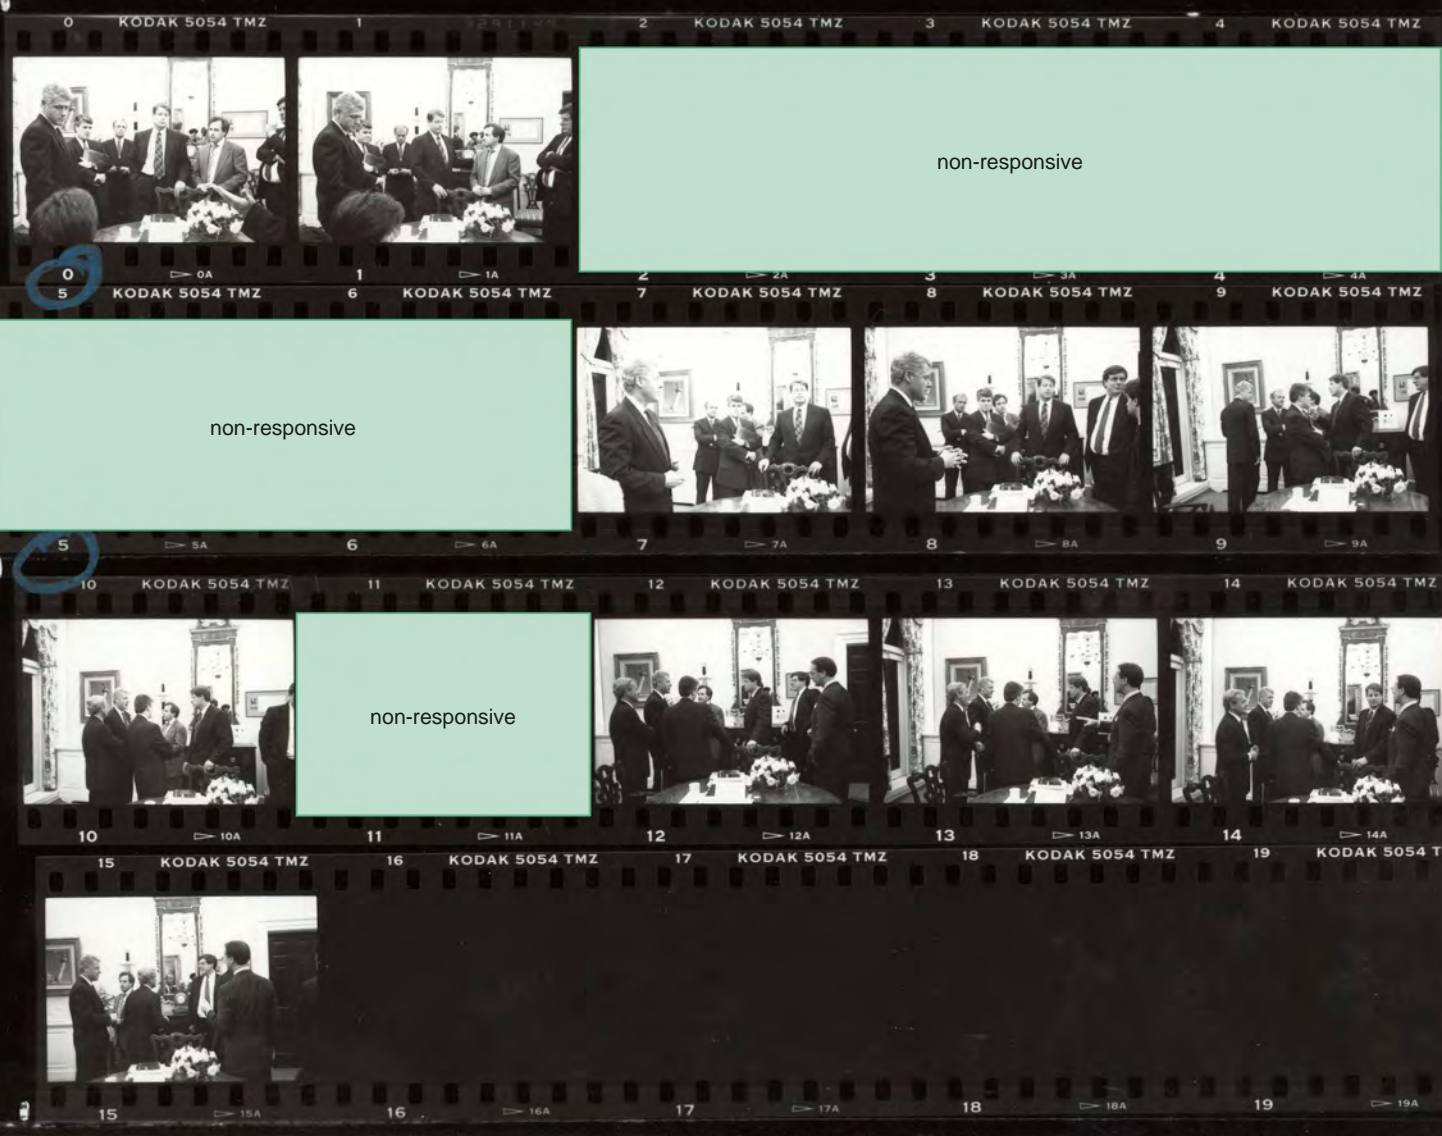 0 KODAK 5054 TMZ 1 2 KODAK 5054 TMZ 3 KODAK 5054 TMZ 4 KODAK 5054 TMZ
non-responsive
0 0A 1 1A 2 2A 3 3A 4 4A
5 KODAK 5054 TMZ 6 KODAK 5054 TMZ 7 KODAK 5054 TMZ 8 KODAK 5054 TMZ 9 KODAK 5054 TMZ
non-responsive
5 5A 6 6A 7 7A 8 8A 9 9A
10 KODAK 5054 TMZ 11 KODAK 5054 TMZ 12 KODAK 5054 TMZ 13 KODAK 5054 TMZ 14 KODAK 5054 TMZ
non-responsive
10 10A 11 11A 12 12A 13 13A 14 14A
15 KODAK 5054 TMZ 16 KODAK 5054 TMZ 17 KODAK 5054 TMZ 18 KODAK 5054 TMZ 19 KODAK 5054 T
15 15A 16 16A 17 17A 18 18A 19 19A